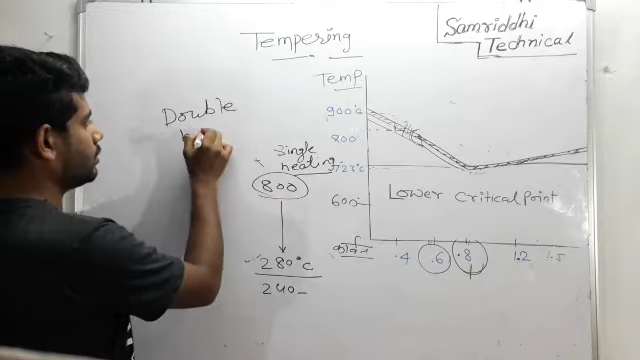 Samriddhi
Technical
Tempering
Temp
Double
h
900°c
800
Single
heating
723°c
800
Lower Critical Point
600
कार्बन
.4 .6 .8 1.2 1.5
280°c
240